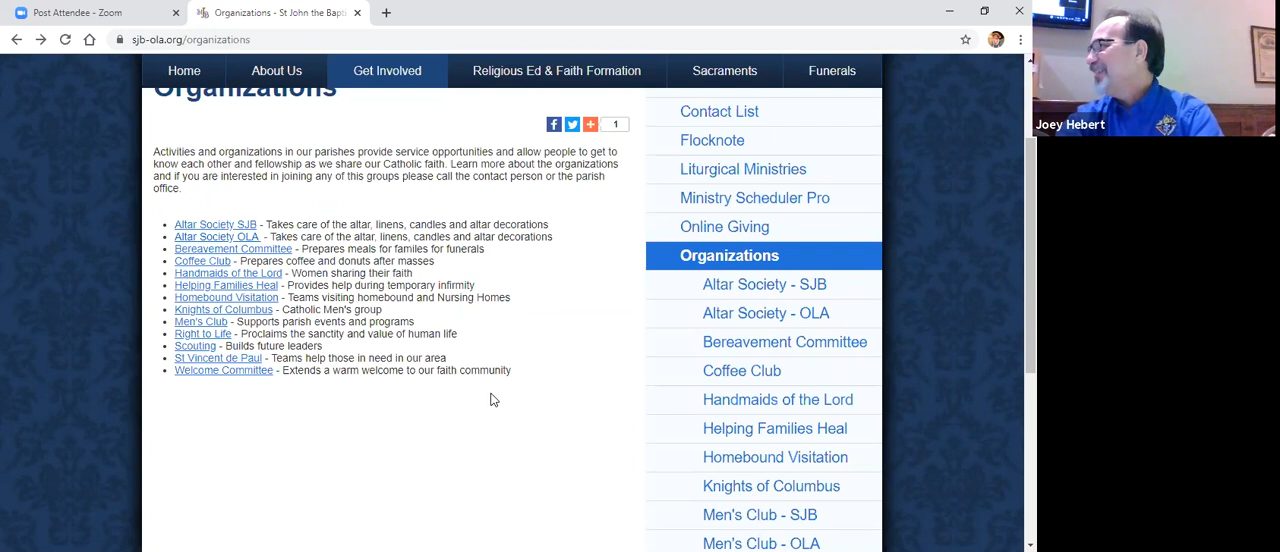 Post Attendee - Zoom
Organizations - St John the Bapti
sjb-ola.org/organizations
Home
About Us
Get Involved
Religious Ed & Faith Formation
Sacraments
Funerals
Organizations
1
Activities and organizations in our parishes provide service opportunities and allow people to get to
know each other and fellowship as we share our Catholic faith. Learn more about the organizations
and if you are interested in joining any of this groups please call the contact person or the parish
office.
Altar Society SJB - Takes care of the altar, linens, candles and altar decorations
Altar Society OLA - Takes care of the altar, linens, candles and altar decorations
Bereavement Committee - Prepares meals for familes for funerals
Coffee Club - Prepares coffee and donuts after masses
Handmaids of the Lord - Women sharing their faith
Helping Families Heal - Provides help during temporary infirmity
Homebound Visitation - Teams visiting homebound and Nursing Homes
Knights of Columbus - Catholic Men's group
Men's Club - Supports parish events and programs
Right to Life - Proclaims the sanctity and value of human life
Scouting - Builds future leaders
St Vincent de Paul - Teams help those in need in our area
Welcome Committee - Extends a warm welcome to our faith community
Contact List
Flocknote
Liturgical Ministries
Ministry Scheduler Pro
Online Giving
Organizations
Altar Society - SJB
Altar Society - OLA
Bereavement Committee
Coffee Club
Handmaids of the Lord
Helping Families Heal
Homebound Visitation
Knights of Columbus
Men's Club - SJB
Men's Club - OLA
Joey Hebert